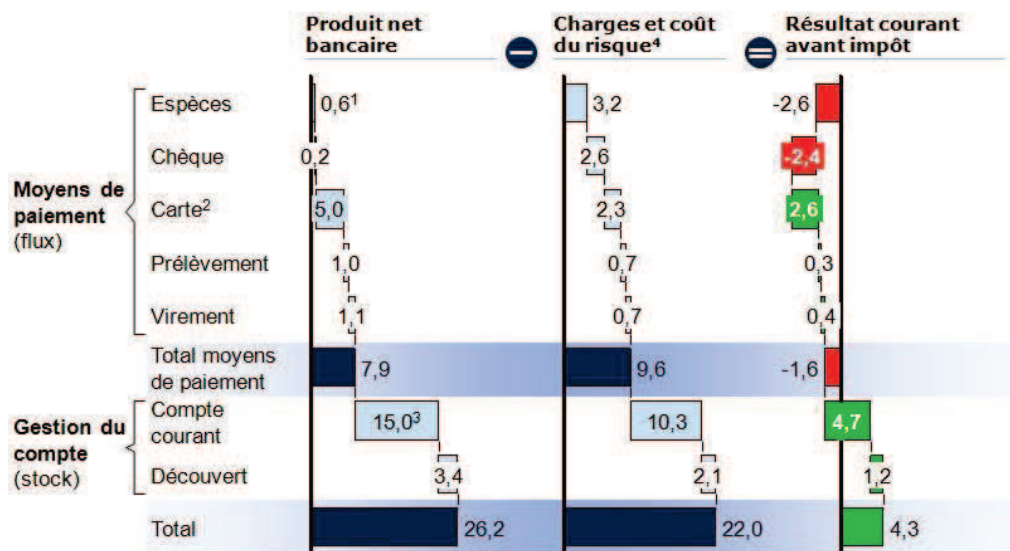 Produit net
bancaire
Charges et coût
du risque⁴
Résultat courant
avant impôt
Moyens de
paiement
(flux)
Espèces 0,6¹ 3,2 -2,6
Chèque 0,2 2,6 -2,4
Carte² 5,0 2,3 2,6
Prélèvement 1,0 0,7 0,3
Virement 1,1 0,7 0,4
Total moyens
de paiement 7,9 9,6 -1,6
Gestion du
compte
(stock)
Compte
courant 15,0³ 10,3 4,7
Découvert 3,4 2,1 1,2
Total 26,2 22,0 4,3